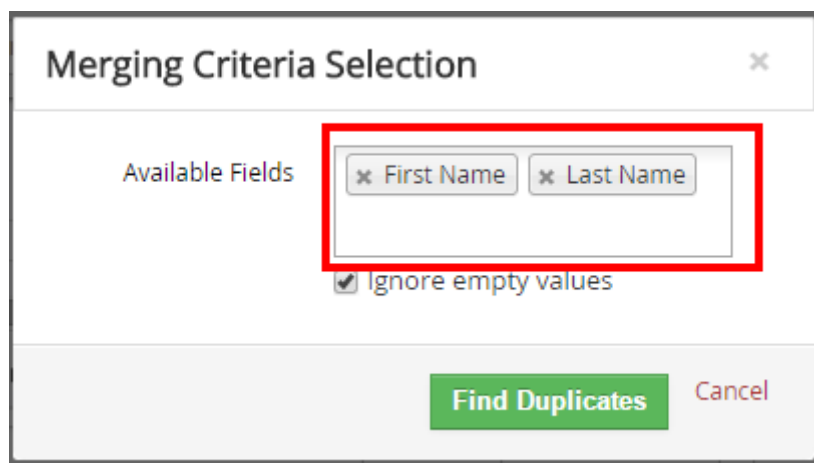 Merging Criteria Selection
Available Fields
First Name
Last Name
Ignore empty values
Find Duplicates
Cancel